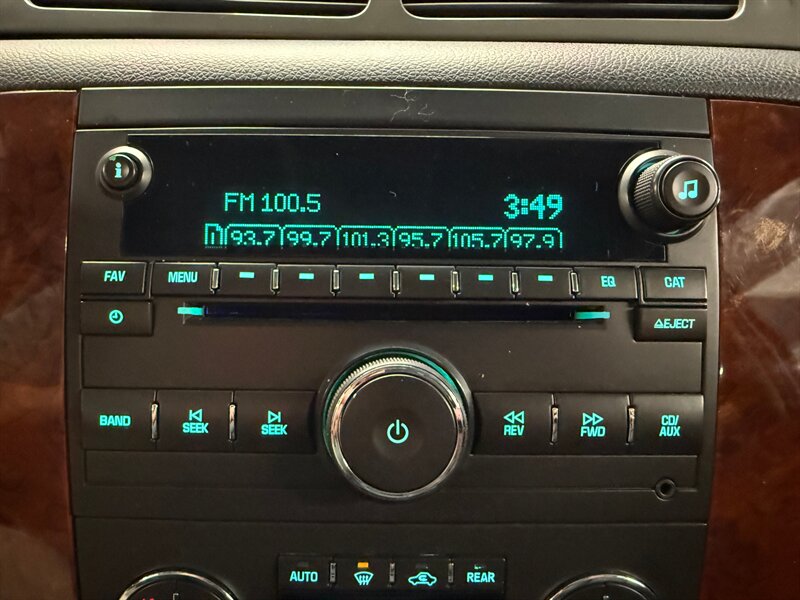 FM 100.5 3:49
93.7 99.7 101.3 95.7 105.7 97.9
FAV MENU EQ CAT
EJECT
BAND SEEK SEEK REV FWD CD/
AUX
AUTO REAR